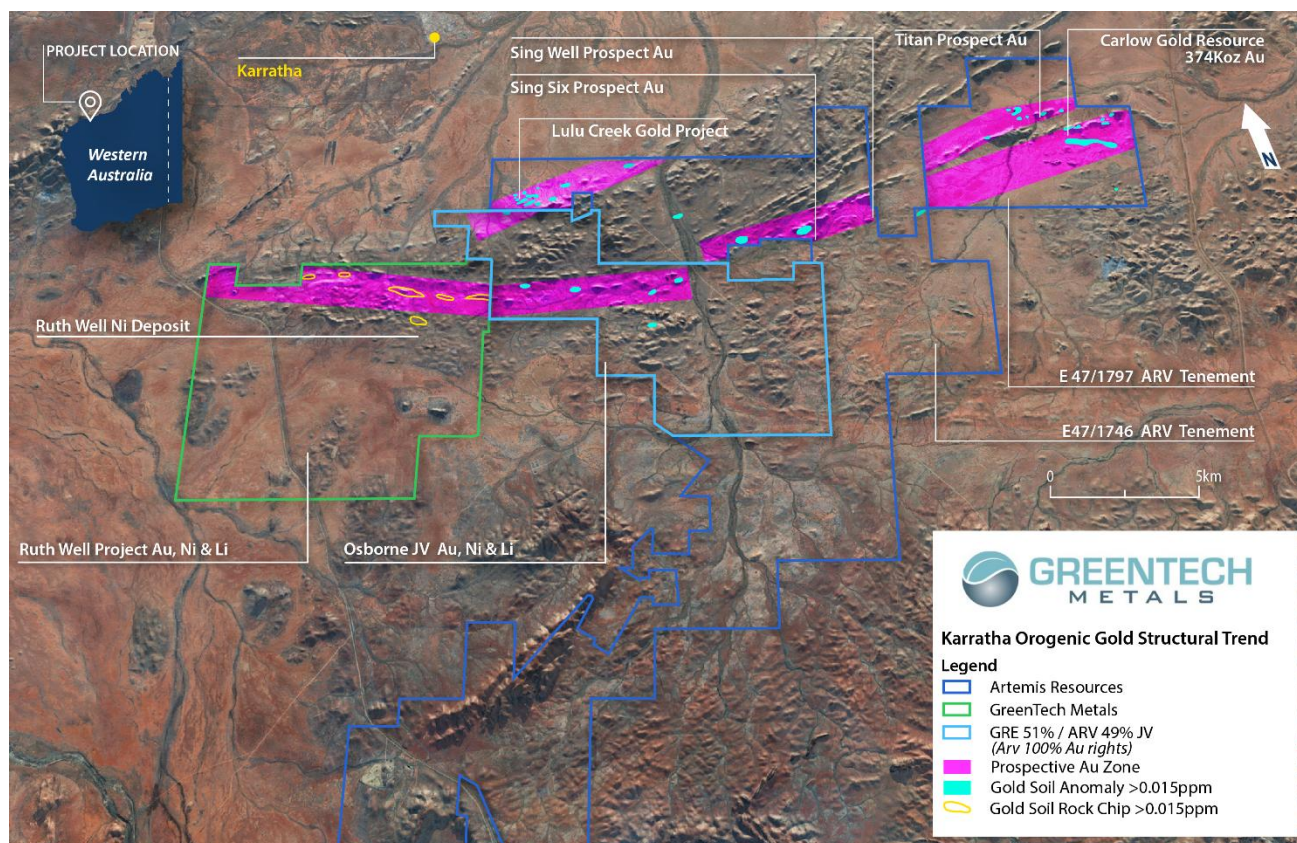 PROJECT LOCATION
Western
Australia
Karratha
Sing Well Prospect Au
Sing Six Prospect Au
Lulu Creek Gold Project
Titan Prospect Au
Carlow Gold Resource
374Koz Au
N
Ruth Well Ni Deposit
E 47/1797 ARV Tenement
E47/1746 ARV Tenement
0 5km
Ruth Well Project Au, Ni & Li
Osborne JV Au, Ni & Li
GREENTECH
METALS
Karratha Orogenic Gold Structural Trend
Legend
Artemis Resources
GreenTech Metals
GRE 51% / ARV 49% JV
(Arv 100% Au rights)
Prospective Au Zone
Gold Soil Anomaly >0.015ppm
Gold Soil Rock Chip >0.015ppm